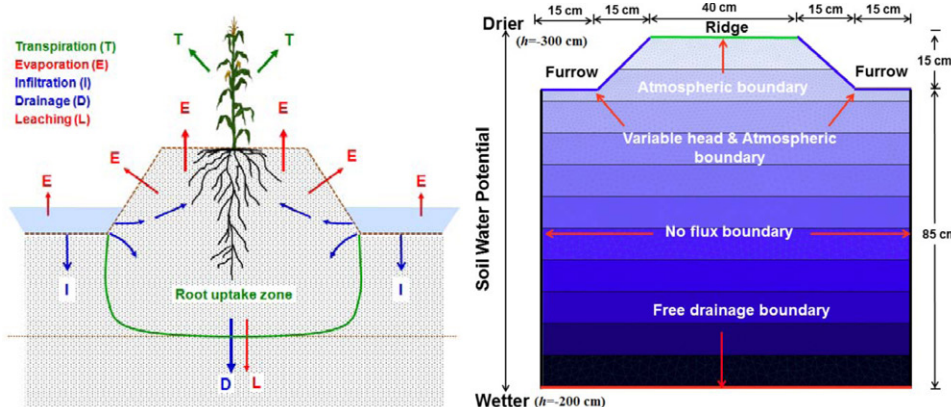 Transpiration (T)
Evaporation (E)
Infiltration (I)
Drainage (D)
Leaching (L)
T
T
E
E
E
E
E
E
I
I
Root uptake zone
D
L
15 cm
15 cm
40 cm
15 cm
15 cm
Drier
(h=-300 cm)
Ridge
Furrow
Furrow
15 cm
Atmospheric boundary
Variable head & Atmospheric
boundary
Soil Water Potential
No flux boundary
85 cm
Free drainage boundary
Wetter (h=-200 cm)